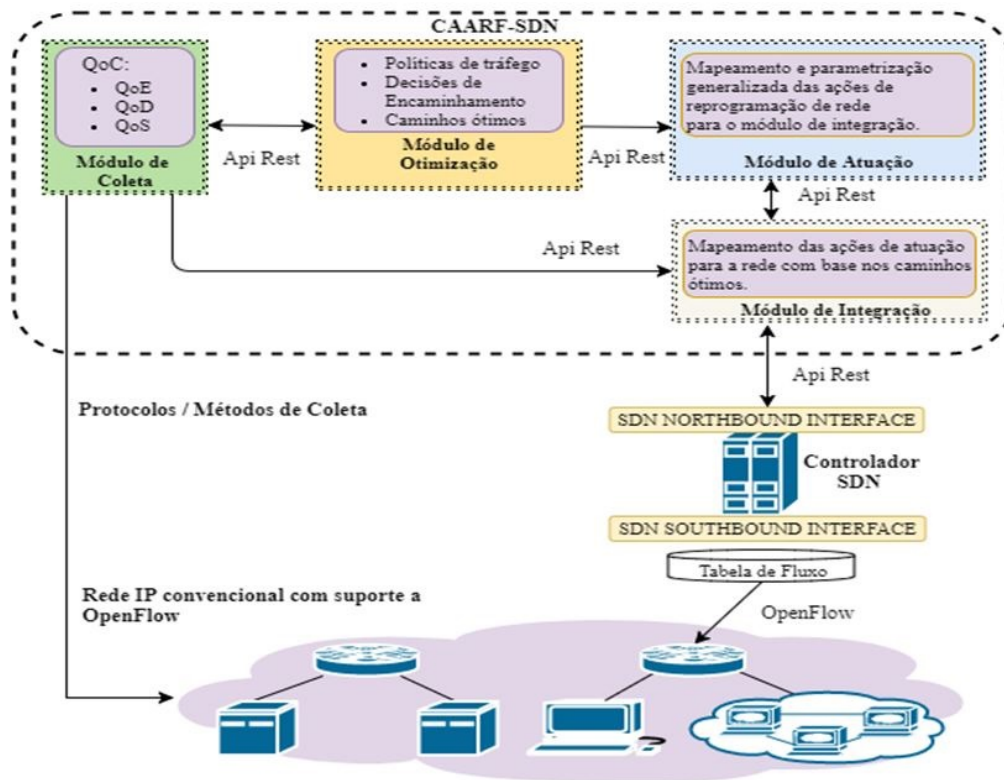 CAARF-SDN
QoC:
• QoE
• QoD
• QoS
Módulo de
Coleta
Api Rest
• Políticas de tráfego
• Decisões de
Encaminhamento
• Caminhos ótimos
Módulo de
Otimização
Api Rest
Mapeamento e parametrização
generalizada das ações de
reprogramação de rede
para o módulo de integração.
Módulo de Atuação
Api Rest
Api Rest
Mapeamento das ações de atuação
para a rede com base nos caminhos
ótimos.
Módulo de Integração
Api Rest
Protocolos / Métodos de Coleta
SDN NORTHBOUND INTERFACE
Controlador
SDN
SDN SOUTHBOUND INTERFACE
Tabela de Fluxo
Rede IP convencional com suporte a
OpenFlow
OpenFlow
?